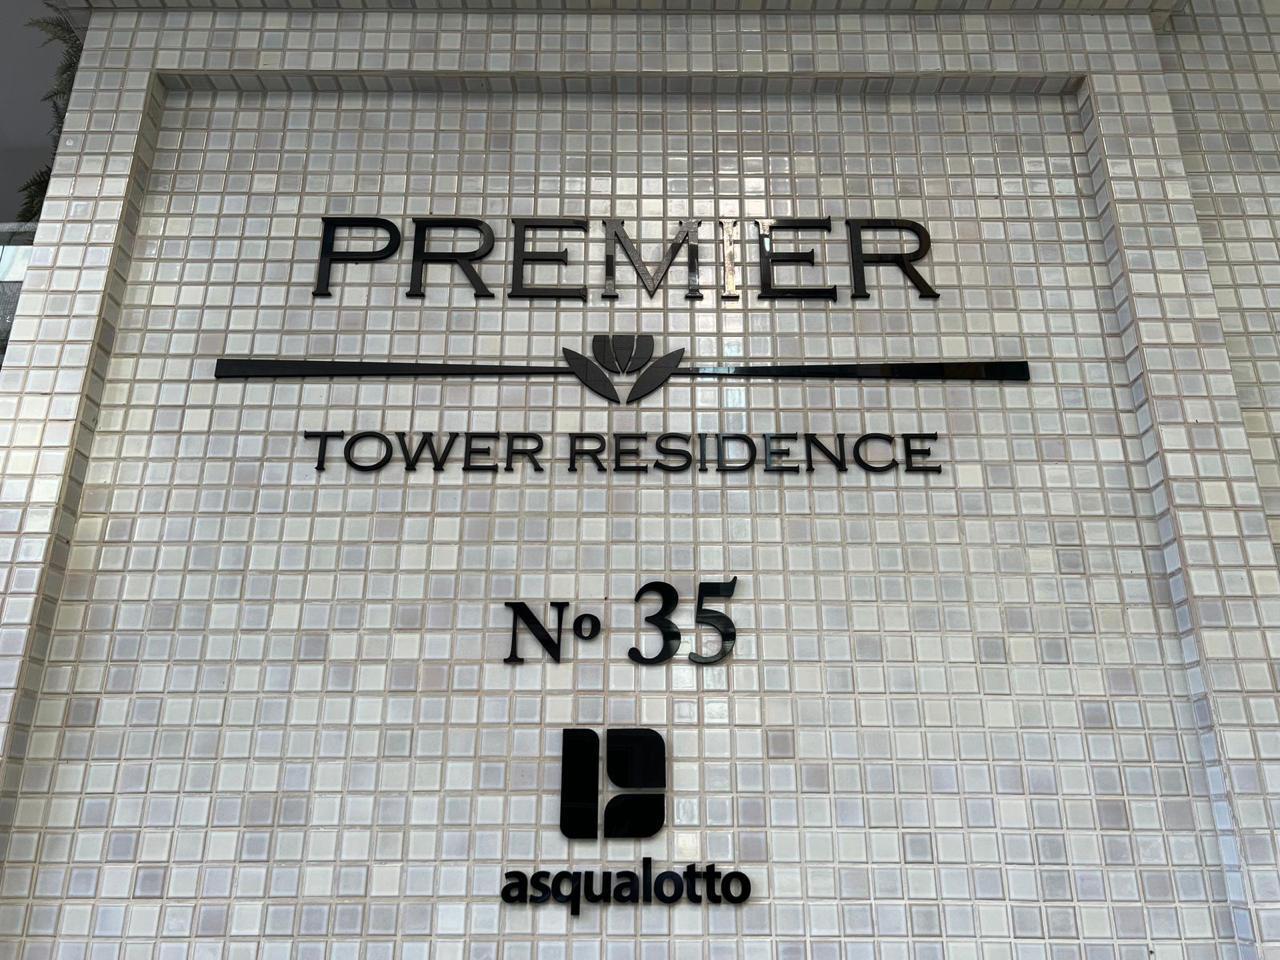 PREMIER
TOWER RESIDENCE
Nº 35
asqualotto